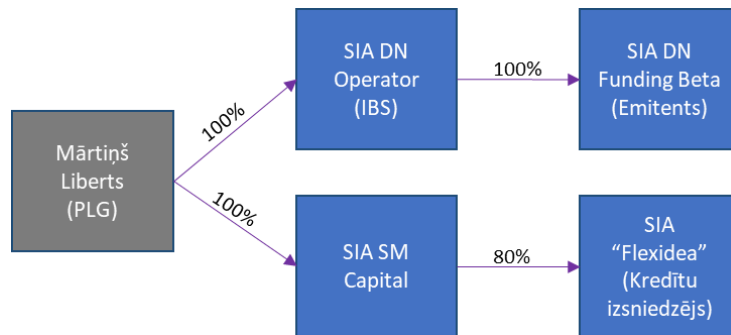 Mārtiņš
Liberts
(PLG)
100%
100%
SIA DN
Operator
(IBS)
100%
SIA DN
Funding Beta
(Emitents)
SIA SM
Capital
80%
SIA
“Flexidea”
(Kredītu
izsniedzējs)